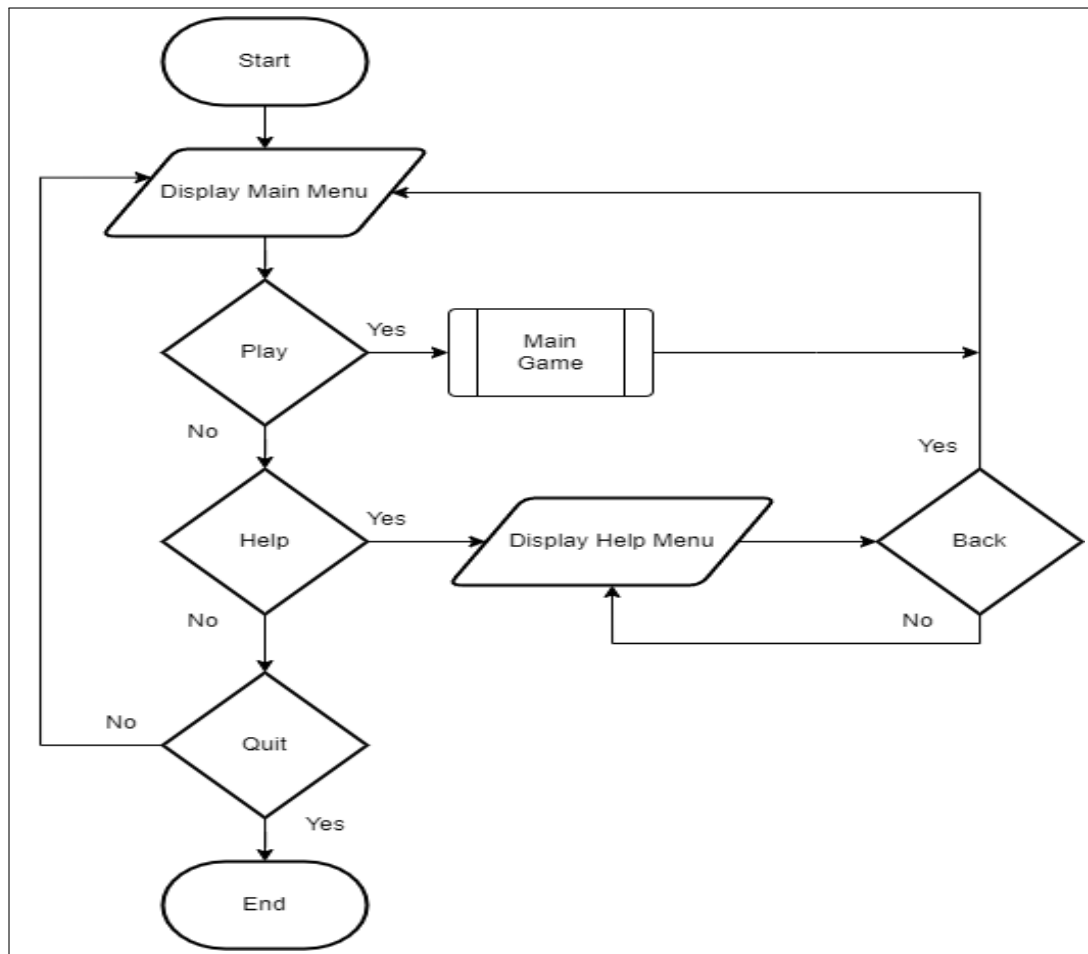 Start
Display Main Menu
Yes
Play
Main
Game
No
Yes
Yes
Help
Display Help Menu
Back
No
No
No
Quit
Yes
End